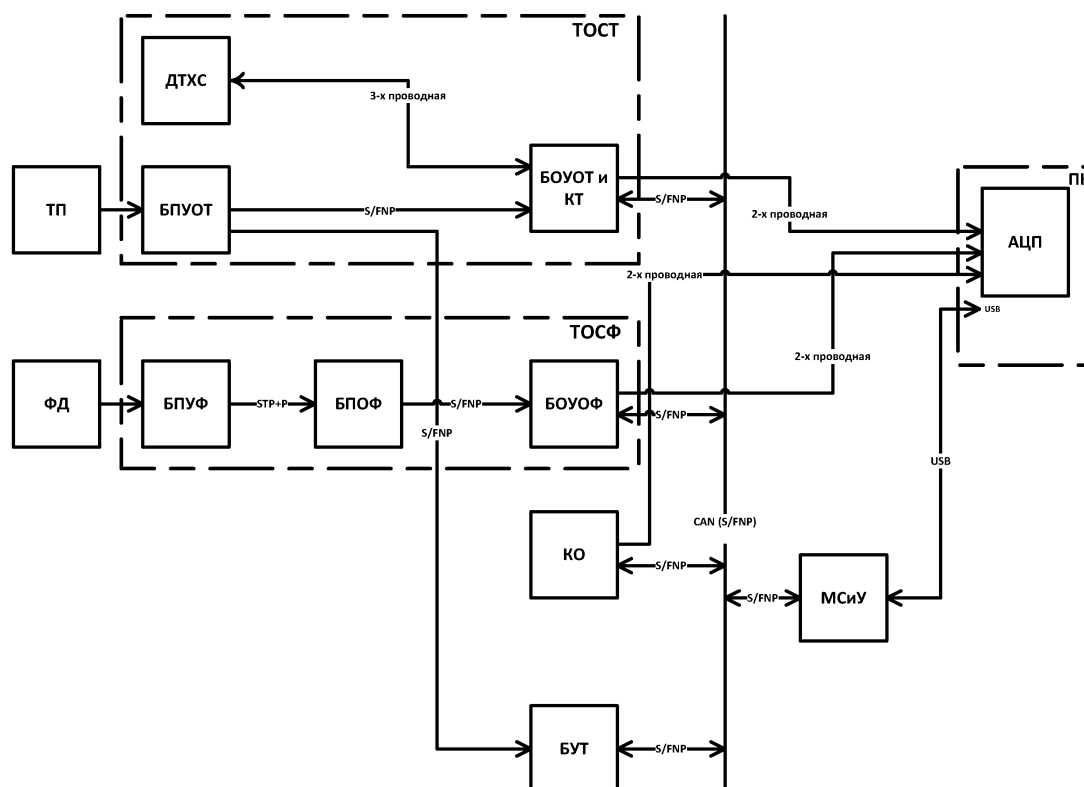 ТОСТ
ДТХС
3-х проводная
ТП
БПУОТ
S/FNP
БОУОТ и
КТ
S/FNP
2-х проводная
АЦП
2-х проводная
USB
ТОСФ
ФД
БПУФ
STP+P
БПОФ
S/FNP
S/FNP
БОУОФ
S/FNP
2-х проводная
USB
CAN (S/FNP)
КО
S/FNP
S/FNP
МСиУ
БУТ
S/FNP